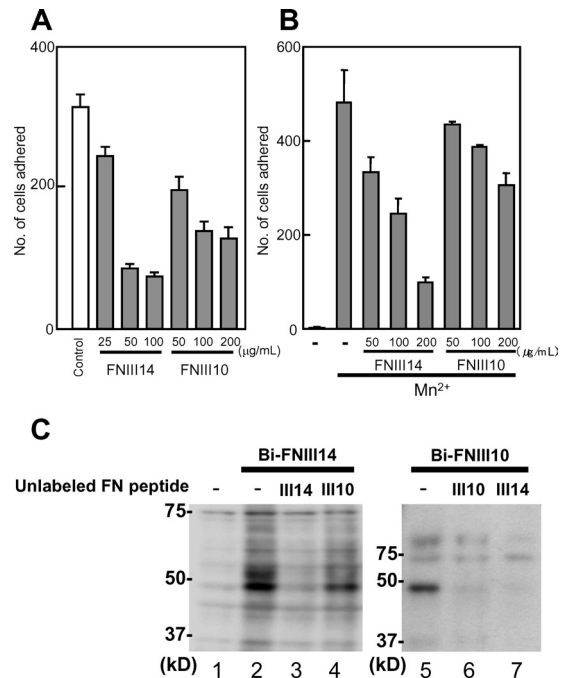 A
400
200
0
No. of cells adhered
Control
25 50 100 50 100 200 (μg/mL)
FNIII14 FNIII10
B
600
400
200
0
No. of cells adhered
- - 50 100 200 50 100 200 (μg/mL)
FNIII14 FNIII10
Mn2+
C
Bi-FNIII14 Bi-FNIII10
Unlabeled FN peptide - - III14 III10 - III10 III14
75-
50-
37-
(kD) 1 2 3 4
75-
50-
37-
(kD) 5 6 7